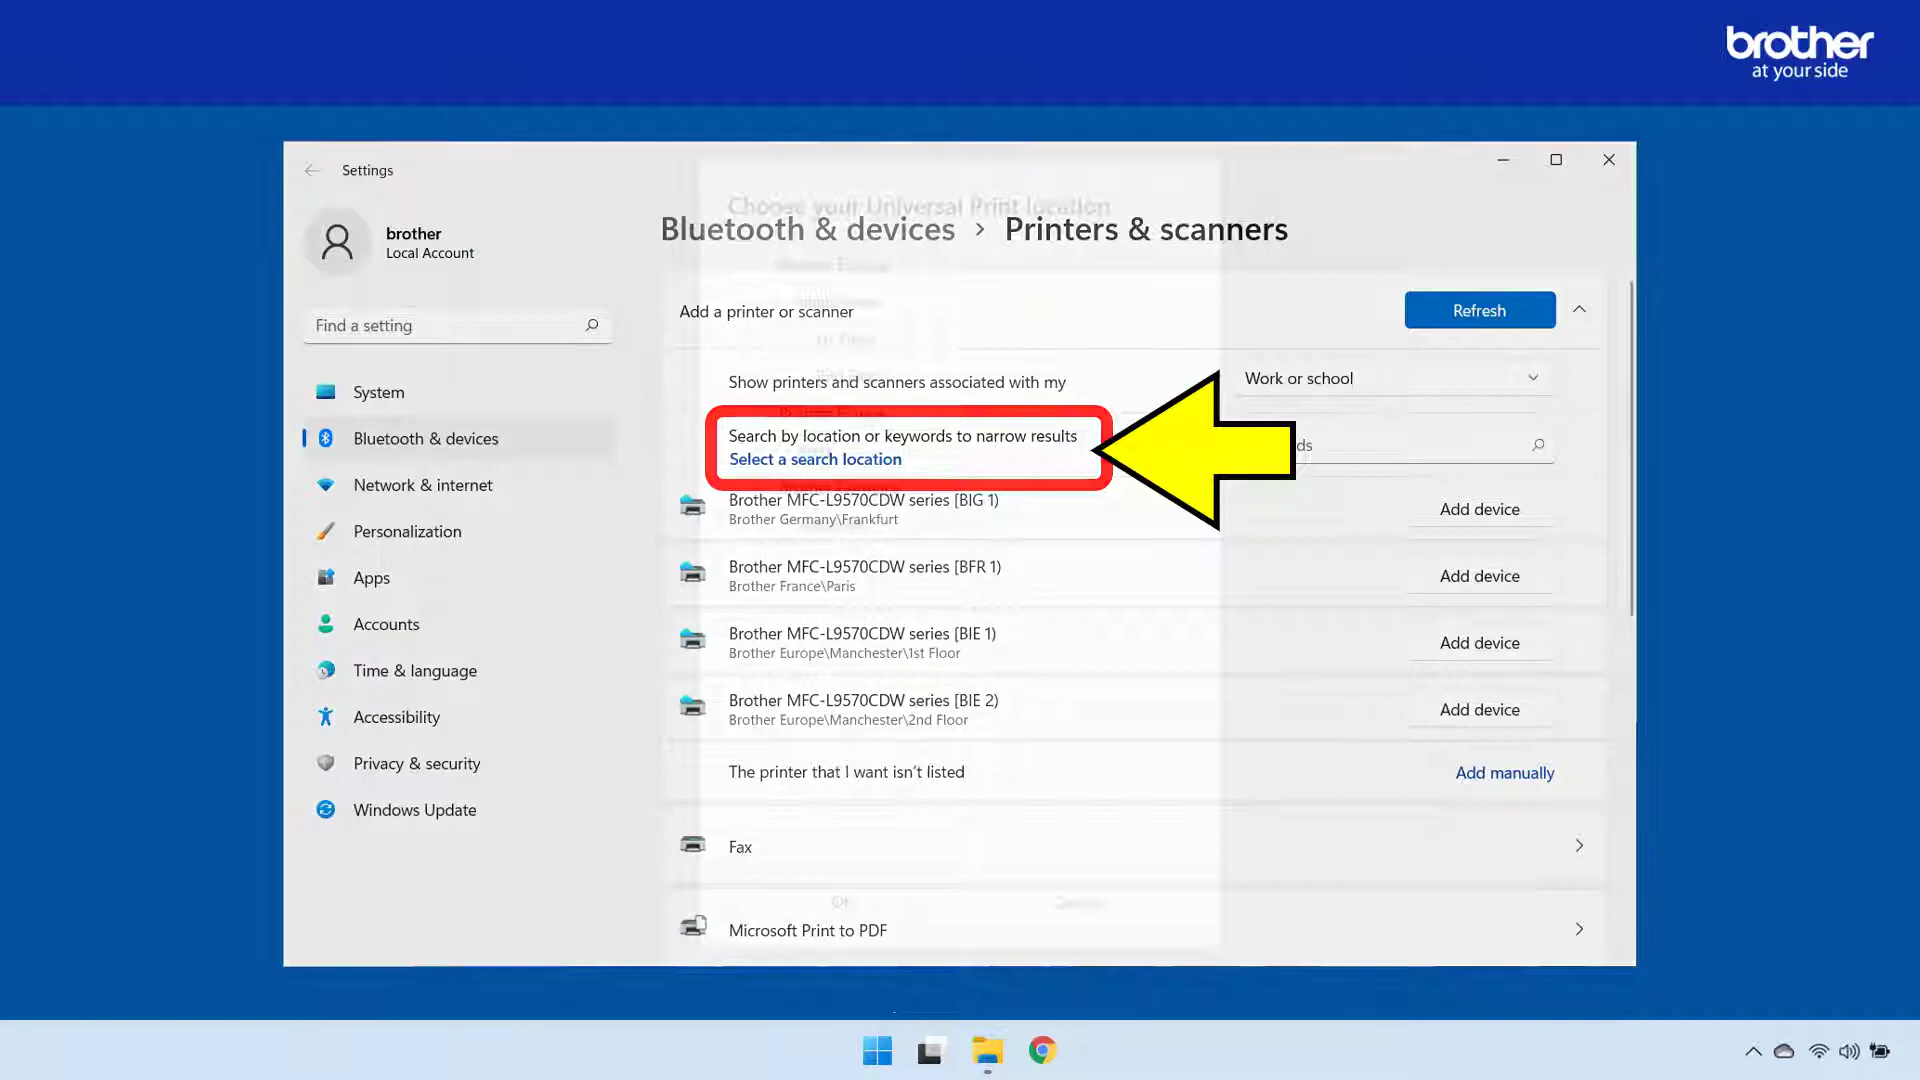 brother
at your side
Settings
brother
Local Account
Find a setting
System
Bluetooth & devices
Network & internet
Personalization
Apps
Accounts
Time & language
Accessibility
Privacy & security
Windows Update
Choose your Universal Print location
Bluetooth & devices > Printers & scanners
Add a printer or scanner
Refresh
Show printers and scanners associated with my
Work or school
Search by location or keywords to narrow results
Select a search location
Brother MFC-L9570CDW series [BIG 1)
Brother Germany\Frankfurt
Add device
Brother MFC-L9570CDW series [BFR 1)
Brother France\Paris
Add device
Brother MFC-L9570CDW series [BIE 1)
Brother Europe\Manchester\1st Floor
Add device
Brother MFC-L9570CDW series [BIE 2)
Brother Europe\Manchester\2nd Floor
Add device
The printer that I want isn't listed
Add manually
Fax
Microsoft Print to PDF